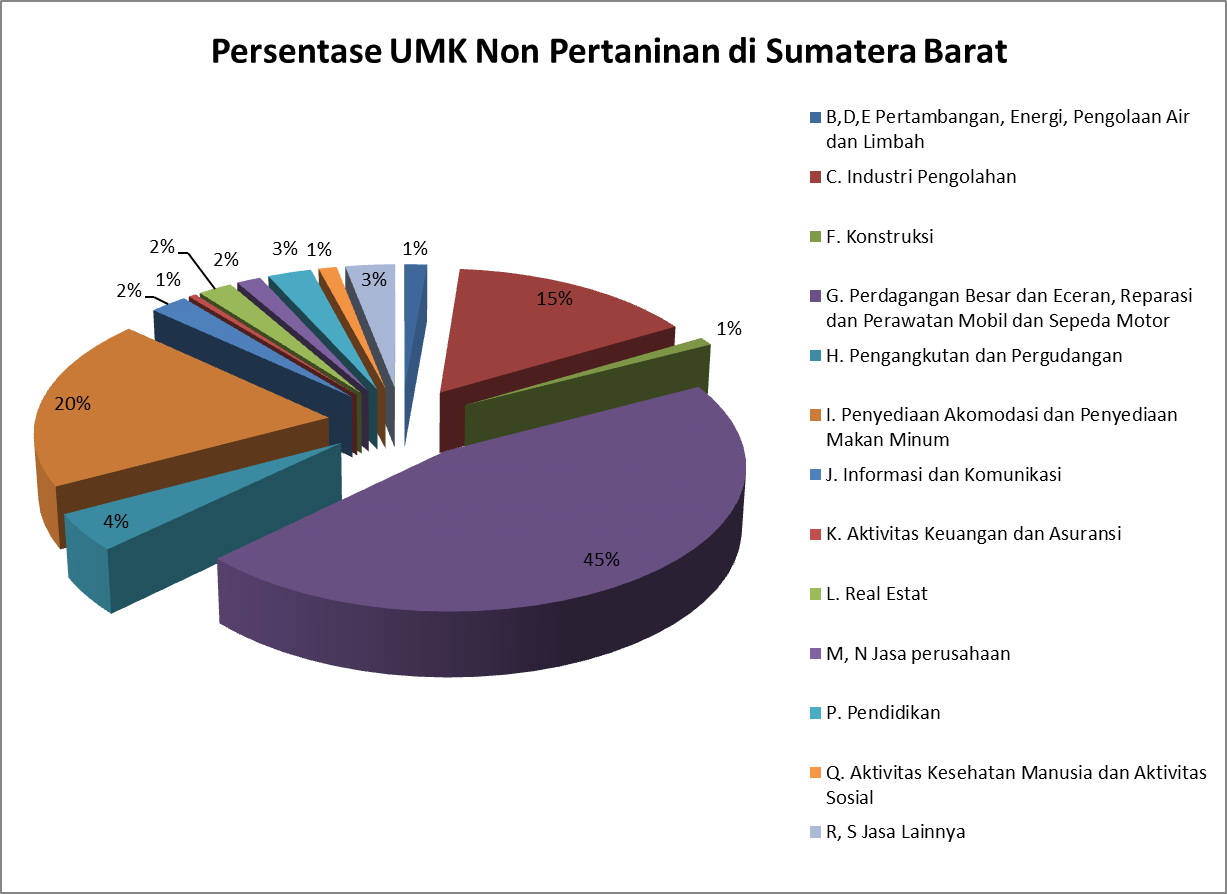 Persentase UMK Non Pertaninan di Sumatera Barat
B,D,E Pertambangan, Energi, Pengolaan Air
dan Limbah
C. Industri Pengolahan
F. Konstruksi
G. Perdagangan Besar dan Eceran, Reparasi
dan Perawatan Mobil dan Sepeda Motor
H. Pengangkutan dan Pergudangan
I. Penyediaan Akomodasi dan Penyediaan
Makan Minum
J. Informasi dan Komunikasi
K. Aktivitas Keuangan dan Asuransi
L. Real Estat
M, N Jasa perusahaan
P. Pendidikan
Q. Aktivitas Kesehatan Manusia dan Aktivitas
Sosial
R, S Jasa Lainnya
1%
15%
1%
45%
4%
20%
2%
1%
2%
2%
3%
1%
3%